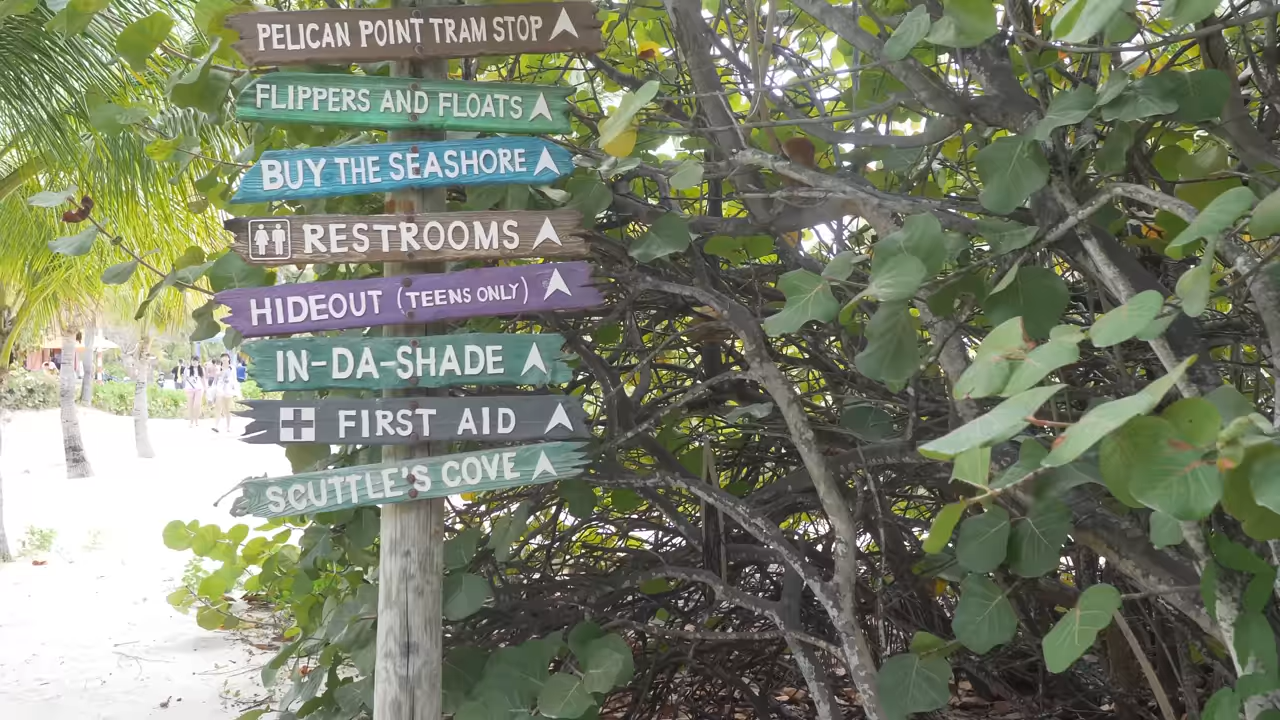 PELICAN POINT TRAM STOP
FLIPPERS AND FLOATS
BUY THE SEASHORE
RESTROOMS
HIDEOUT (TEENS ONLY)
IN-DA-SHADE
FIRST AID
SCUTTLE'S COVE